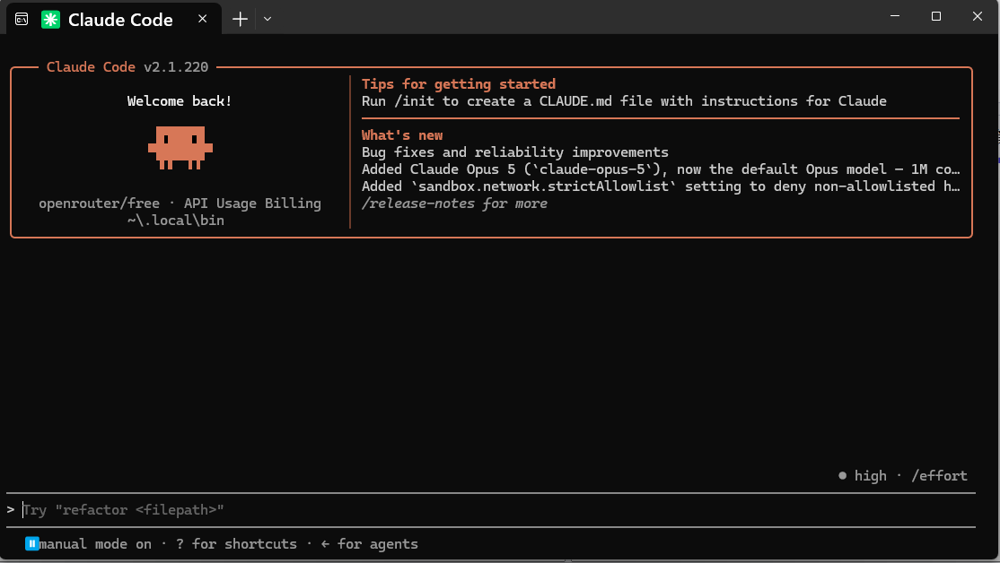 Claude Code
Claude Code v2.1.220
Welcome back!
openrouter/free · API Usage Billing
~\.local\bin
Tips for getting started
Run /init to create a CLAUDE.md file with instructions for Claude
What's new
Bug fixes and reliability improvements
Added Claude Opus 5 (`claude-opus-5`), now the default Opus model — 1M co…
Added `sandbox.network.strictAllowlist` setting to deny non-allowlisted h…
/release-notes for more
● high · /effort
> Try "refactor <filepath>"
⏸manual mode on · ? for shortcuts · ← for agents